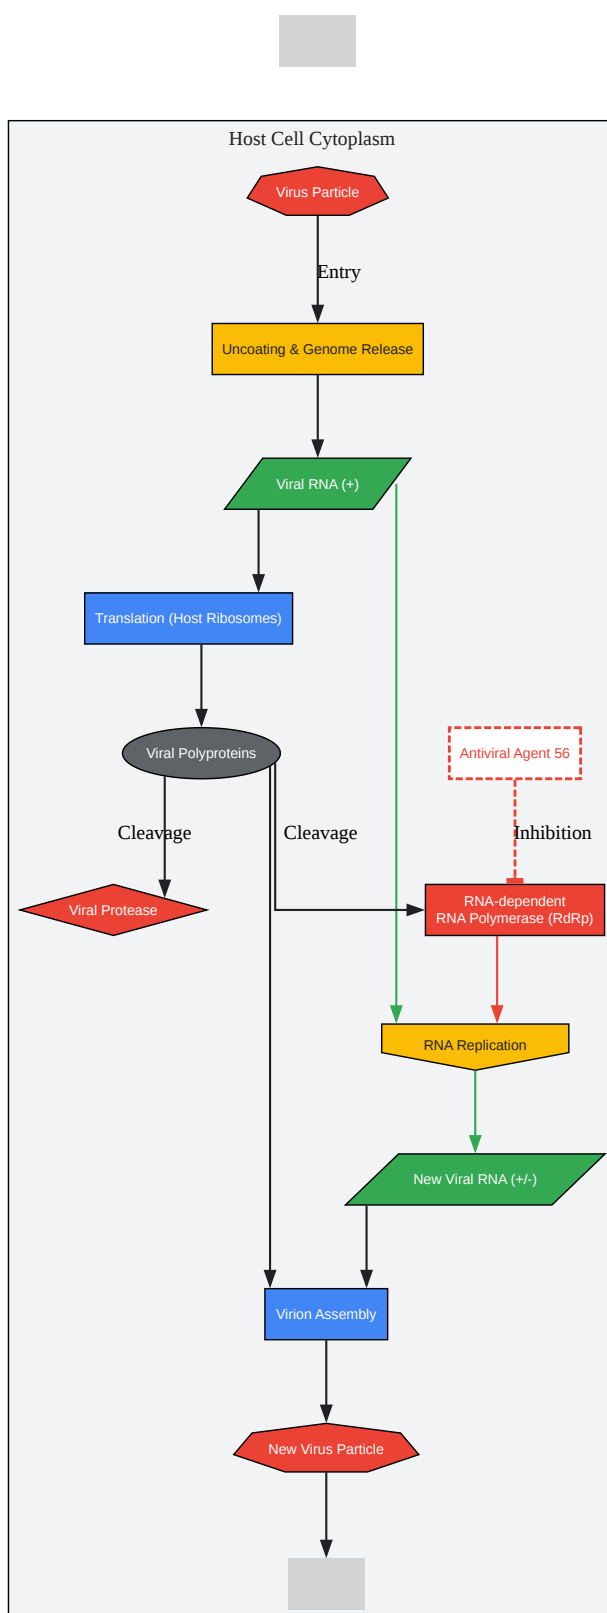 Host Cell Cytoplasm
Virus Particle
Entry
Uncoating & Genome Release
Viral RNA (+)
Translation (Host Ribosomes)
Viral Polyproteins
Antiviral Agent 56
Cleavage
Cleavage
Inhibition
Viral Protease
RNA-dependent
RNA Polymerase (RdRp)
RNA Replication
New Viral RNA (+/-)
Virion Assembly
New Virus Particle